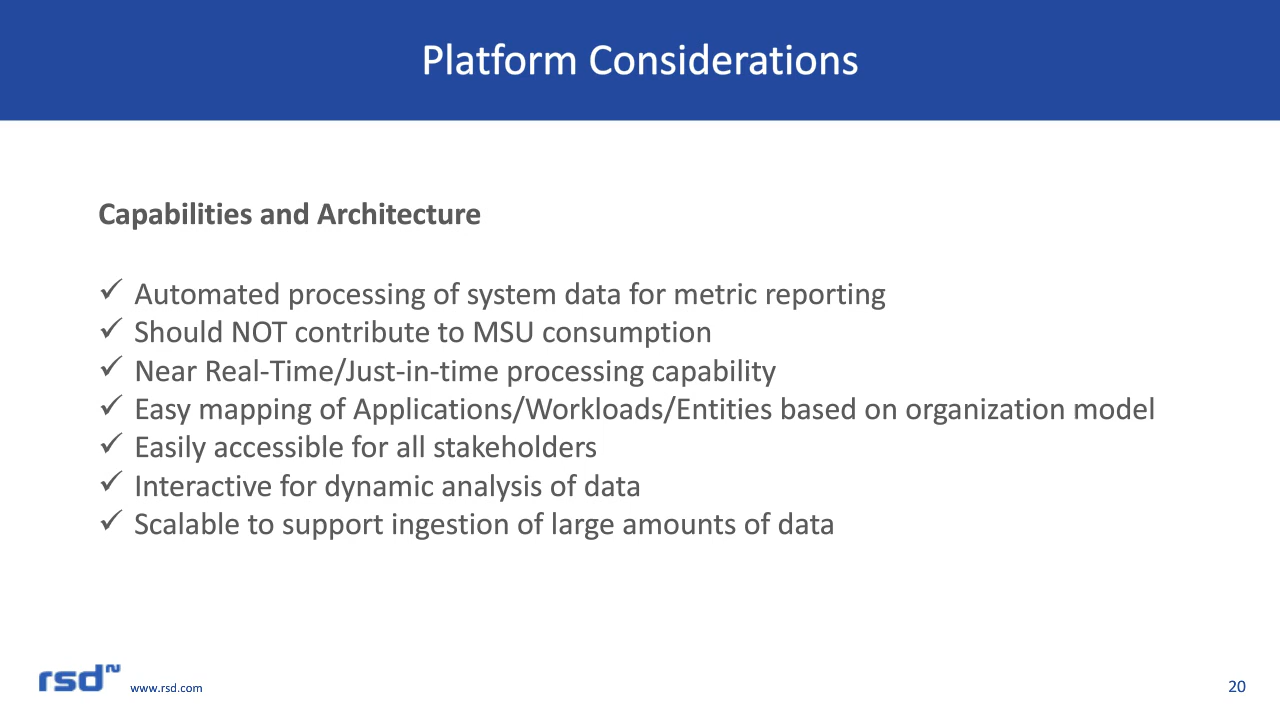 Platform Considerations
Capabilities and Architecture
✓ Automated processing of system data for metric reporting
✓ Should NOT contribute to MSU consumption
✓ Near Real-Time/Just-in-time processing capability
✓ Easy mapping of Applications/Workloads/Entities based on organization model
✓ Easily accessible for all stakeholders
✓ Interactive for dynamic analysis of data
✓ Scalable to support ingestion of large amounts of data
rsd www.rsd.com
20